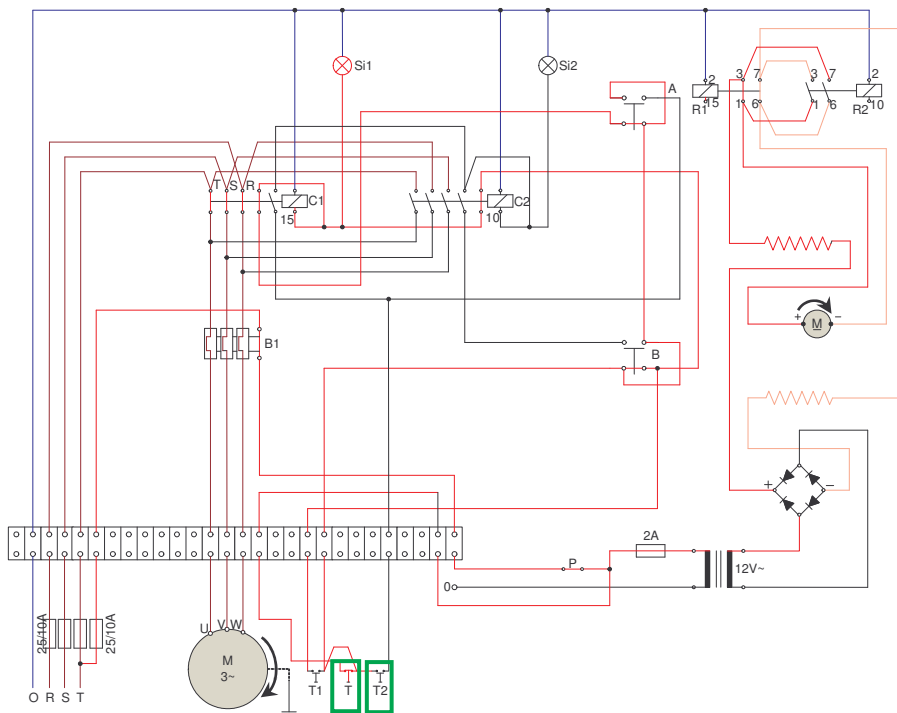 Si1
Si2
A
2
15
R1
3 7
1 6
3 7
1 6
2
R2 10
T S R
C1
15
C2
10
+ M −
B1
B
+ −
2A
P
12V~
0
25/10A
25/10A
U V W
M
3~
T1 T T2
O R S T